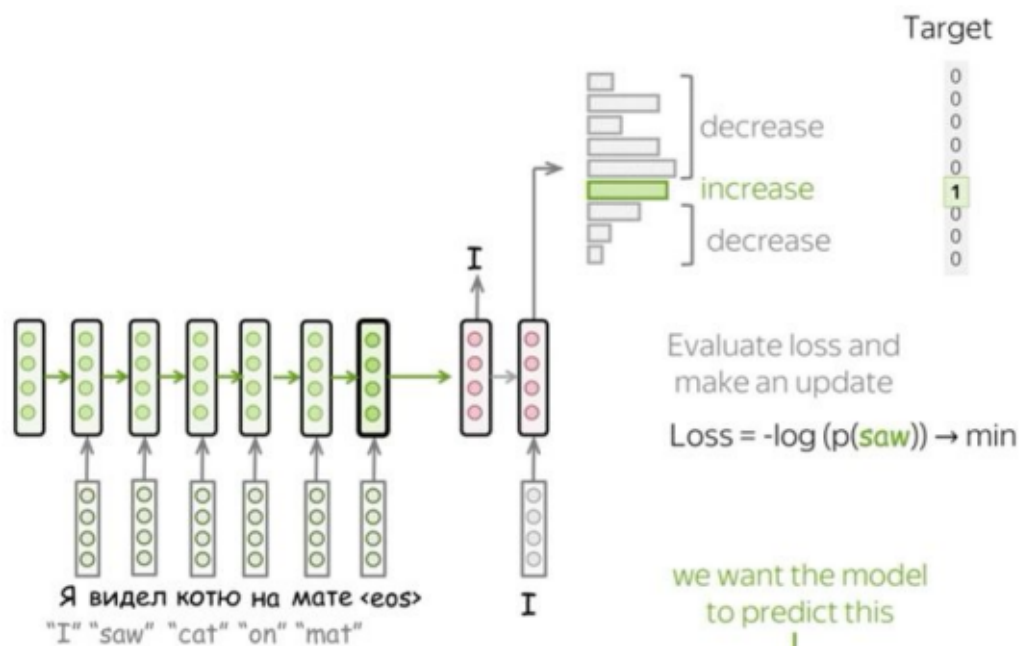 Target
0
0
0
0
0
1
0
0
0
decrease
increase
decrease
I
Evaluate loss and
make an update
Loss = -log (p(saw)) → min
Я видел котю на мате <eos>
"I" "saw" "cat" "on" "mat"
I
we want the model
to predict this